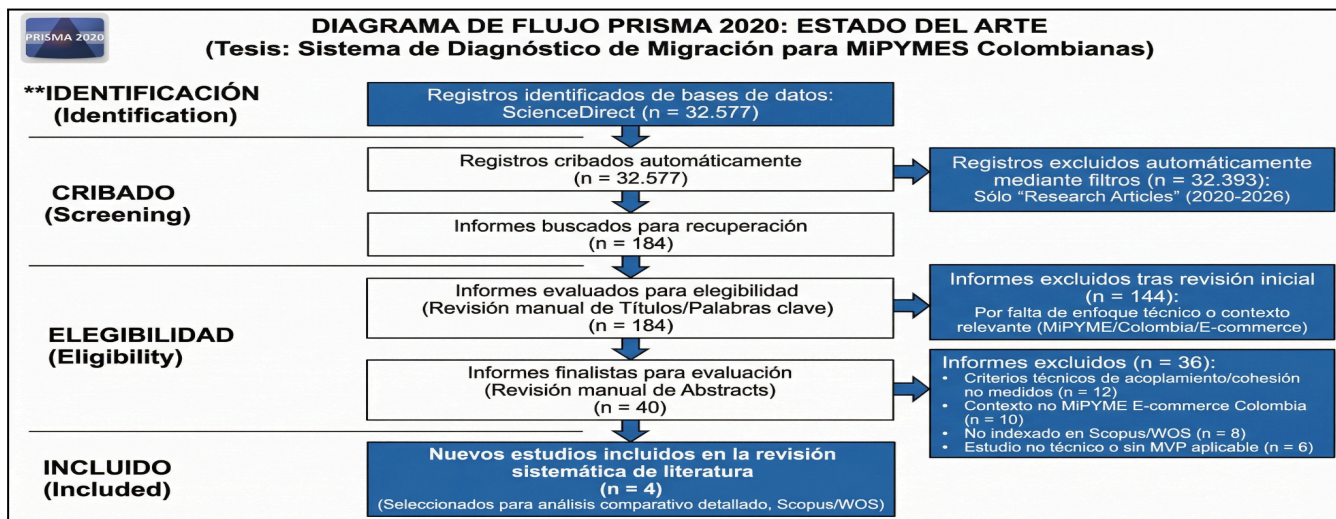 PRISMA 2020
DIAGRAMA DE FLUJO PRISMA 2020: ESTADO DEL ARTE
(Tesis: Sistema de Diagnóstico de Migración para MiPYMES Colombianas)
**IDENTIFICACIÓN
(Identification)
Registros identificados de bases de datos:
ScienceDirect (n = 32.577)
CRIBADO
(Screening)
Registros cribados automáticamente
(n = 32.577)
Registros excluidos automáticamente
mediante filtros (n = 32.393):
Sólo “Research Articles” (2020-2026)
Informes buscados para recuperación
(n = 184)
ELEGIBILIDAD
(Eligibility)
Informes evaluados para elegibilidad
(Revisión manual de Títulos/Palabras clave)
(n = 184)
Informes excluidos tras revisión inicial
(n = 144):
Por falta de enfoque técnico o contexto
relevante (MiPYME/Colombia/E-commerce)
Informes finalistas para evaluación
(Revisión manual de Abstracts)
(n = 40)
Informes excluidos (n = 36):
• Criterios técnicos de acoplamiento/cohesión
no medidos (n = 12)
• Contexto no MiPYME E-commerce Colombia
(n = 10)
• No indexado en Scopus/WOS (n = 8)
• Estudio no técnico o sin MVP aplicable (n = 6)
INCLUIDO
(Included)
Nuevos estudios incluidos en la revisión
sistemática de literatura
(n = 4)
(Seleccionados para análisis comparativo detallado, Scopus/WOS)